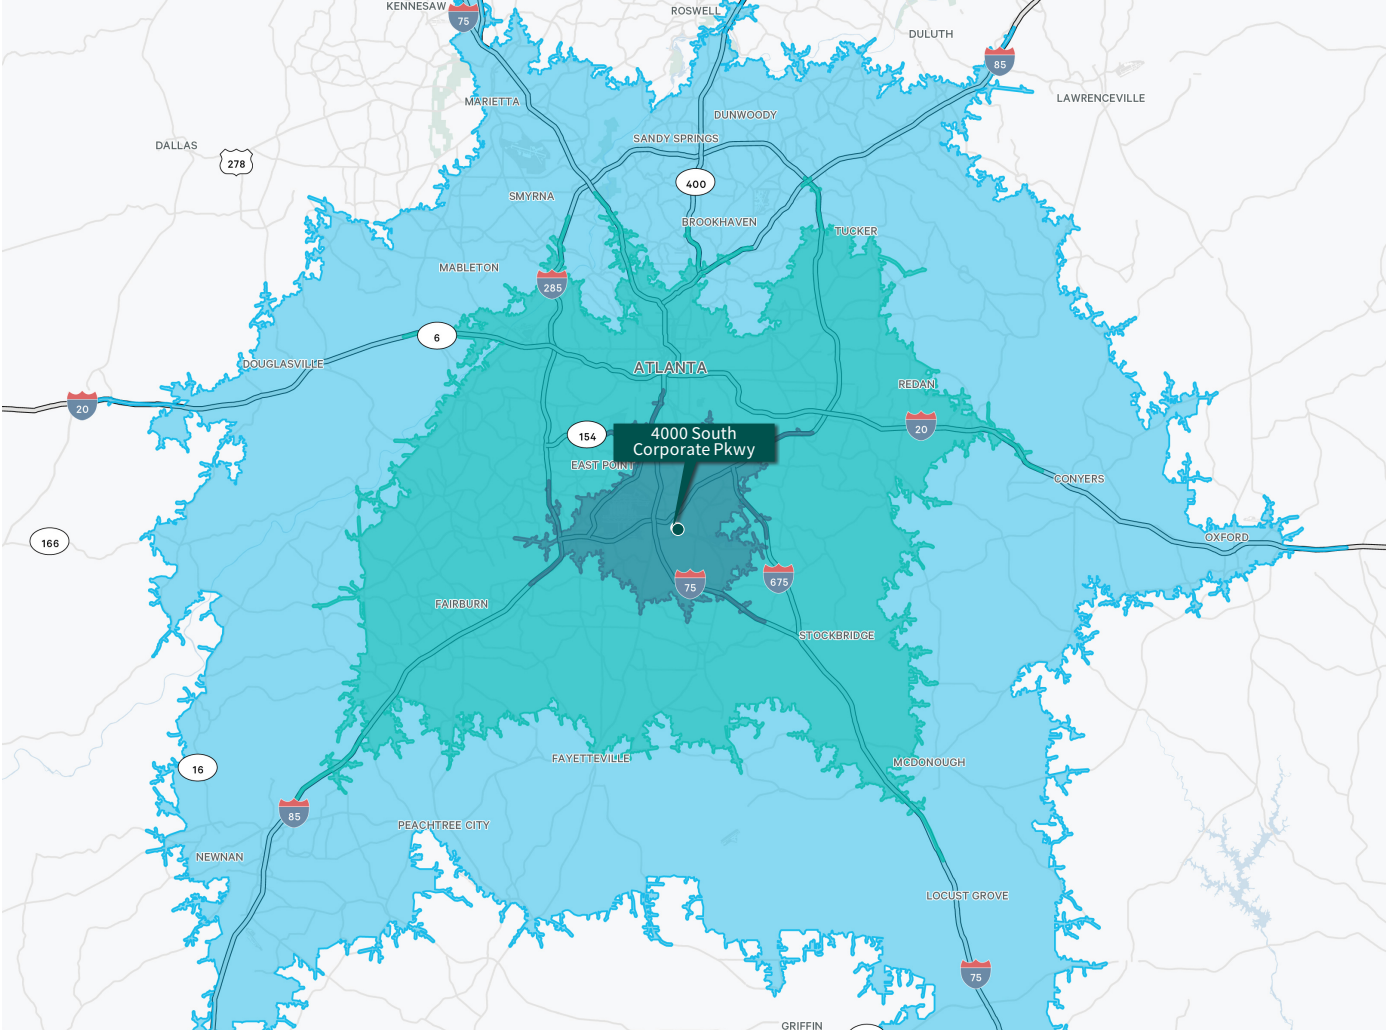 KENNESAW
75
ROSWELL
DULUTH
85
LAWRENCEVILLE
MARIETTA
DUNWOODY
SANDY SPRINGS
DALLAS
278
400
SMYRNA
BROOKHAVEN
TUCKER
MABLETON
285
6
DOUGLASVILLE
ATLANTA
REDAN
20
20
154
4000 South
Corporate Pkwy
EAST POINT
CONYERS
166
OXFORD
75
675
FAIRBURN
STOCKBRIDGE
16
FAYETTEVILLE
MCDONOUGH
85
PEACHTREE CITY
NEWNAN
LOCUST GROVE
75
GRIFFIN